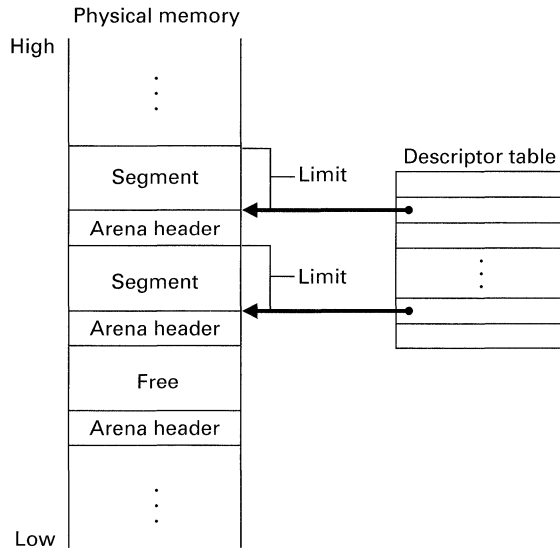 Physical memory
High
Descriptor table
Segment
Limit
Arena header
Segment
Limit
Arena header
Free
Arena header
Low